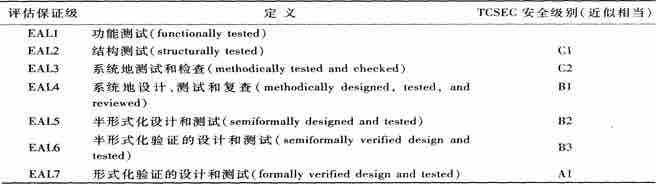 评估保证级 定义 TCSEC安全级别(近似相当)
EAL1 功能测试(functionally tested)
EAL2 结构测试(structurally tested) C1
EAL3 系统地测试和检查(methodically tested and checked) C2
EAL4 系统地设计、测试和复查(methodically designed, tested, and B1
reviewed)
EAL5 半形式化设计和测试(semiformally designed and tested) B2
半形式化验证的设计和测试(semiformally verified design and
EAL6 B3
tested)
EAL7 形式化验证的设计和测试(formally verified design and tested) A1